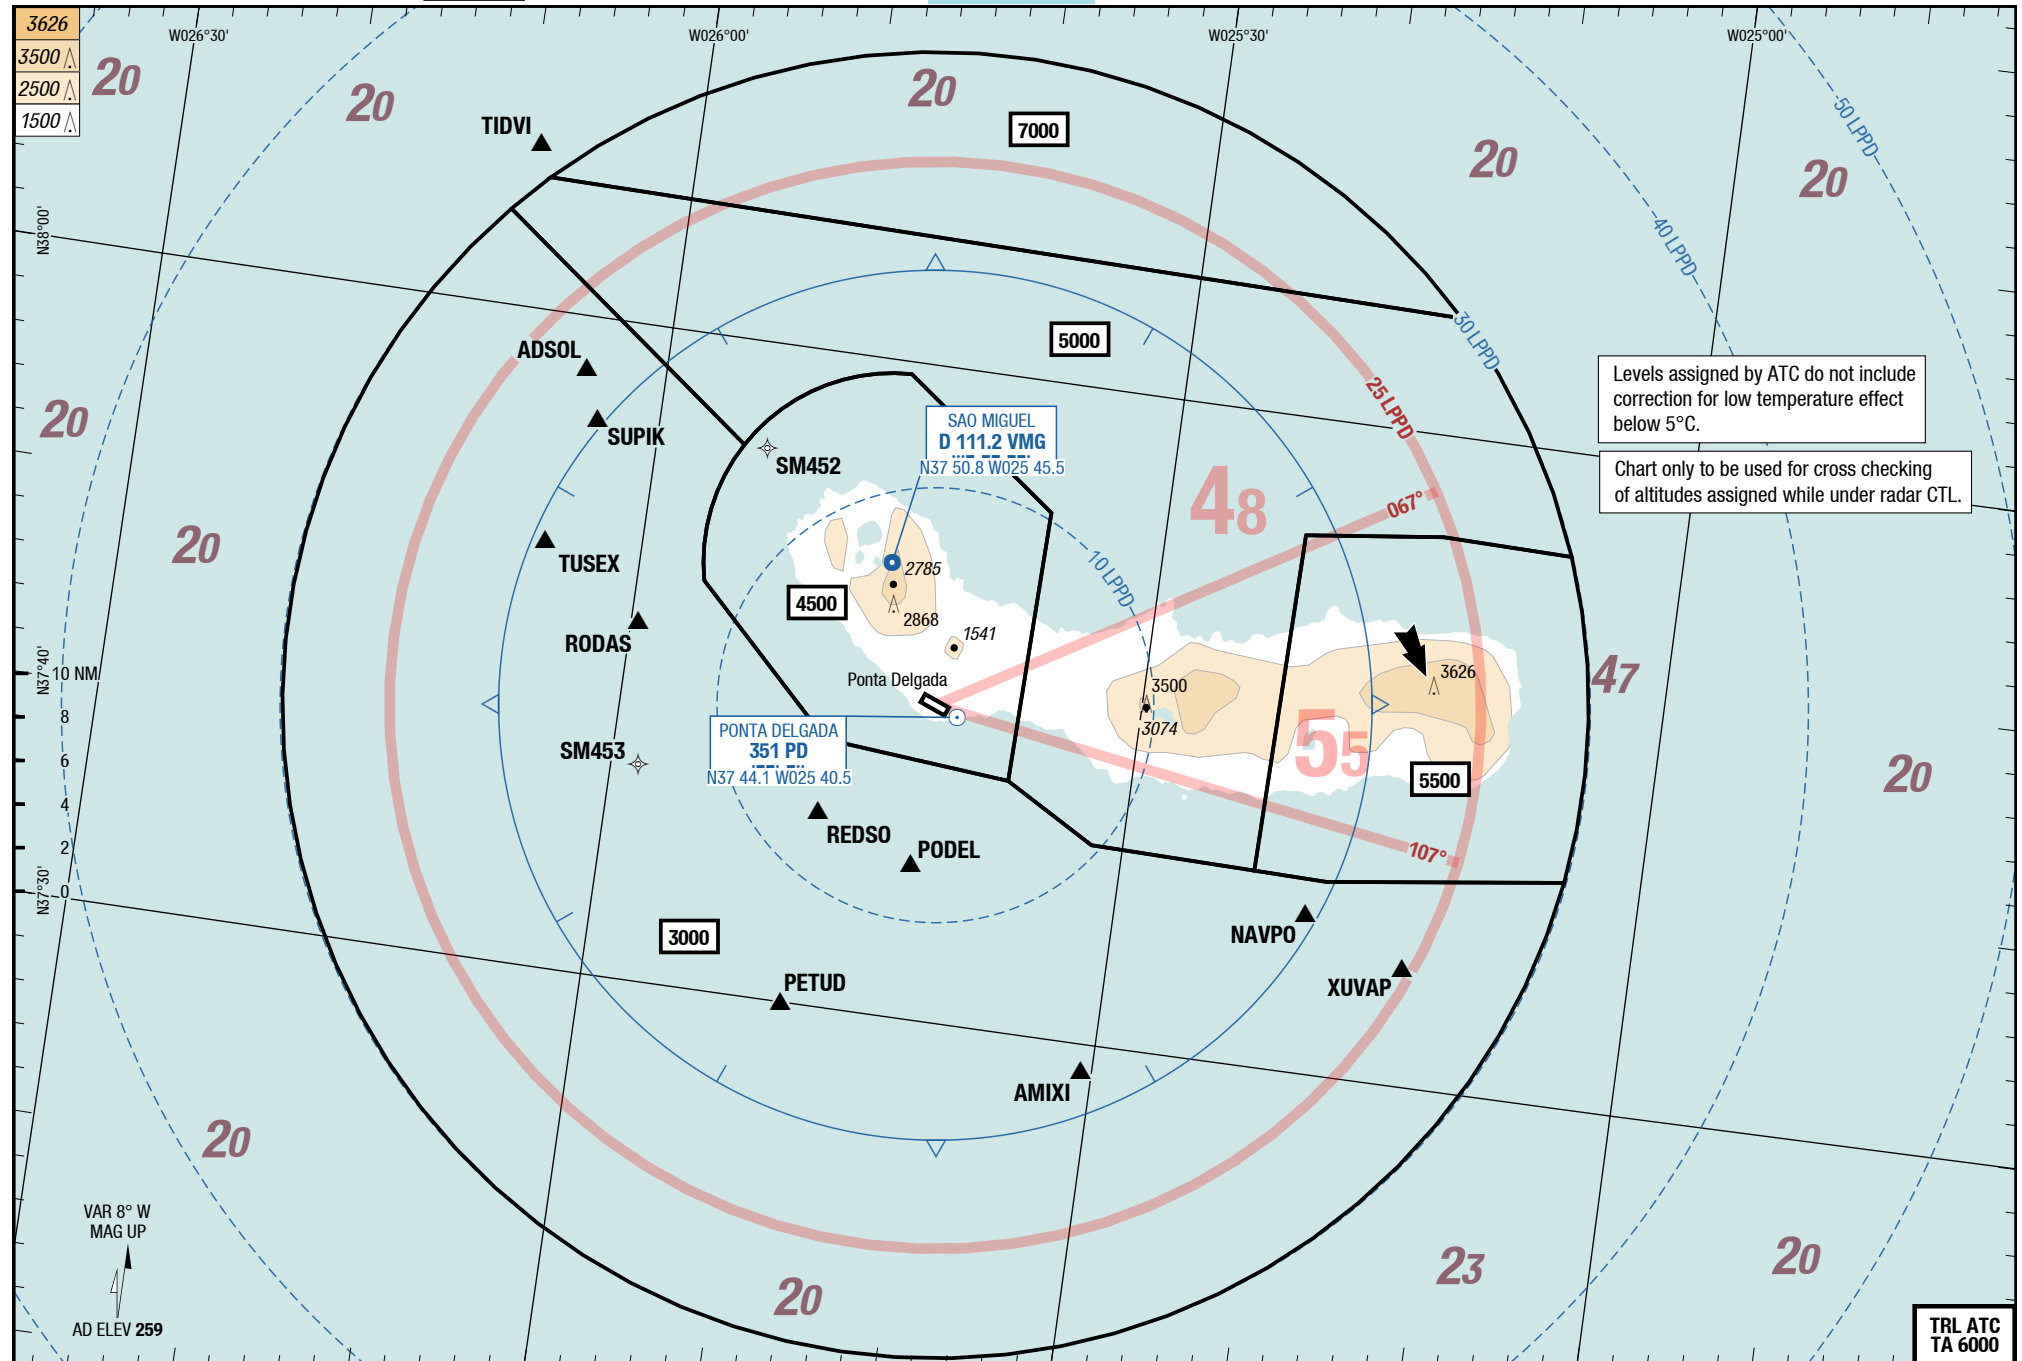 3626
3500
2500
1500
W026°30'
W026°00'
W025°30'
W025°00'
20
20
20
20
20
TIDVI
7000
50 LPPD
40 LPPD
30 LPPD
25 LPPD
10 LPPD
N38°00'
5000
ADSOL
SUPIK
20
Levels assigned by ATC do not include
correction for low temperature effect
below 5°C.
Chart only to be used for cross checking
of altitudes assigned while under radar CTL.
SAO MIGUEL
D 111.2 VMG
N37 50.8 W025 45.5
SM452
48
067°
20
TUSEX
2785
4500
2868
1541
RODAS
Ponta Delgada
N37°40'
10 NM
8
6
4
2
0
N37°30'
3500
3074
3626
47
55
5500
PONTA DELGADA
351 PD
N37 44.1 W025 40.5
SM453
20
REDSO
PODEL
107°
3000
NAVPO
PETUD
XUVAP
AMIXI
20
VAR 8° W
MAG UP
AD ELEV 259
20
23
20
TRL ATC
TA 6000